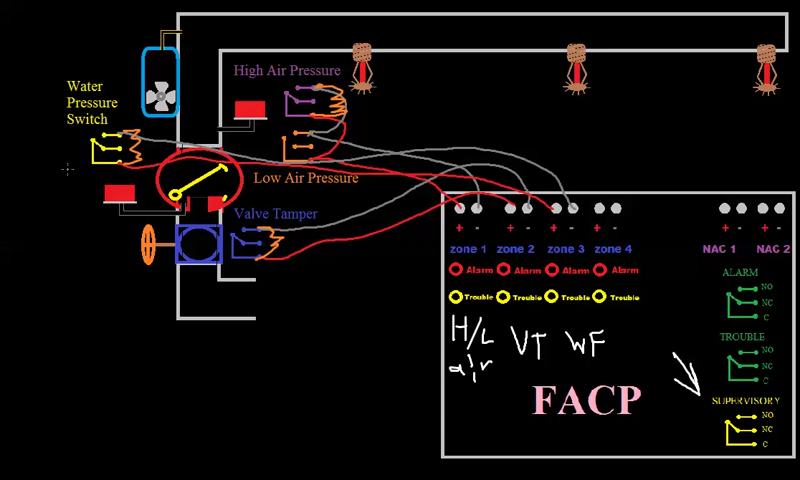 High Air Pressure
Water
Pressure
Switch
Low Air Pressure
Valve Tamper
+ - + - + - + - + - + -
zone 1 zone 2 zone 3 zone 4 NAC 1 NAC 2
Alarm Alarm Alarm Alarm
Trouble Trouble Trouble Trouble
H/L VT WF
air
FACP
ALARM
NO
NC
C
TROUBLE
NO
NC
C
SUPERVISORY
NO
NC
C